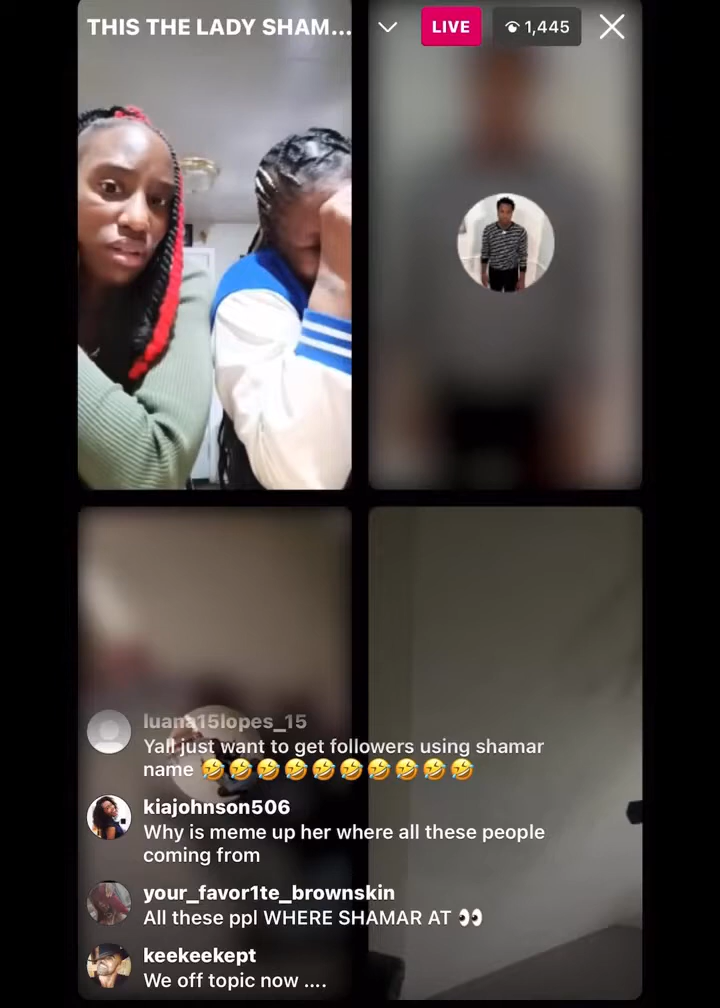 THIS THE LADY SHAM...
LIVE
1,445
luana15lopes_15
Yall just want to get followers using shamar
name 🤣🤣🤣🤣🤣🤣🤣🤣🤣🤣
kiajohnson506
Why is meme up her where all these people
coming from
your_favor1te_brownskin
All these ppl WHERE SHAMAR AT 👀
keekeekept
We off topic now ....